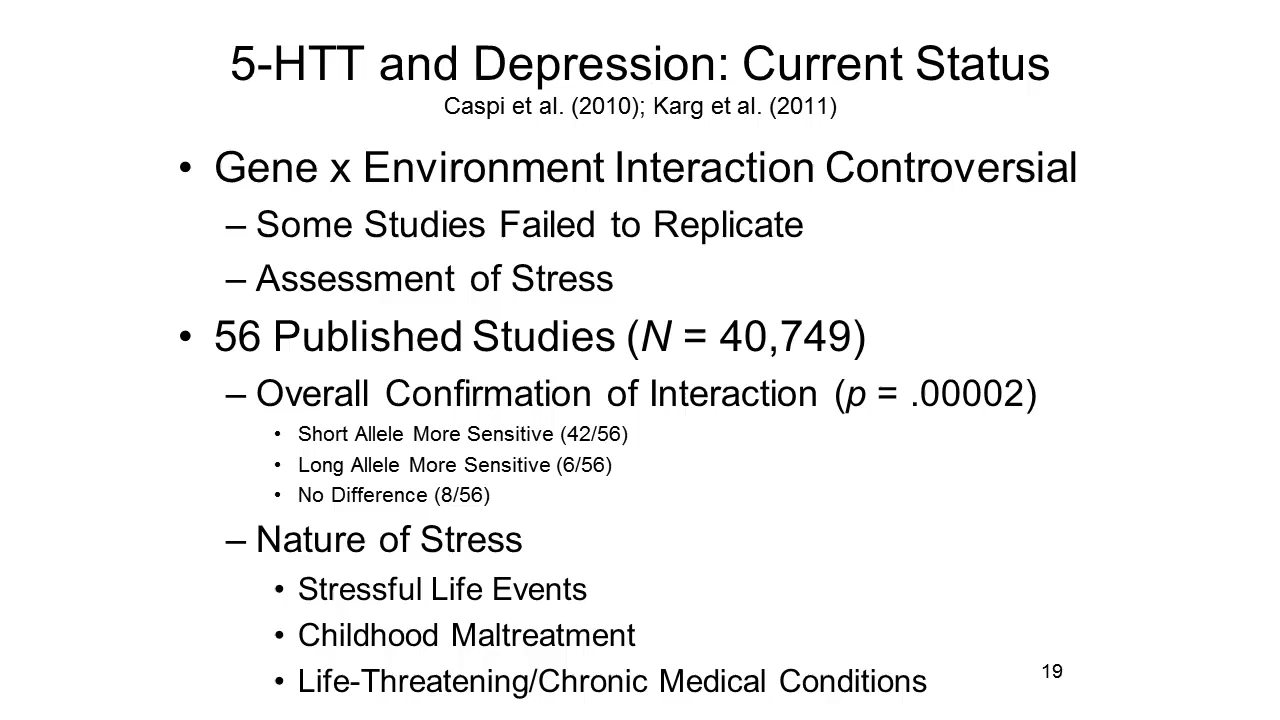 5-HTT and Depression: Current Status
Caspi et al. (2010); Karg et al. (2011)
• Gene x Environment Interaction Controversial
– Some Studies Failed to Replicate
– Assessment of Stress
• 56 Published Studies (N = 40,749)
– Overall Confirmation of Interaction (p = .00002)
• Short Allele More Sensitive (42/56)
• Long Allele More Sensitive (6/56)
• No Difference (8/56)
– Nature of Stress
• Stressful Life Events
• Childhood Maltreatment
• Life-Threatening/Chronic Medical Conditions
19